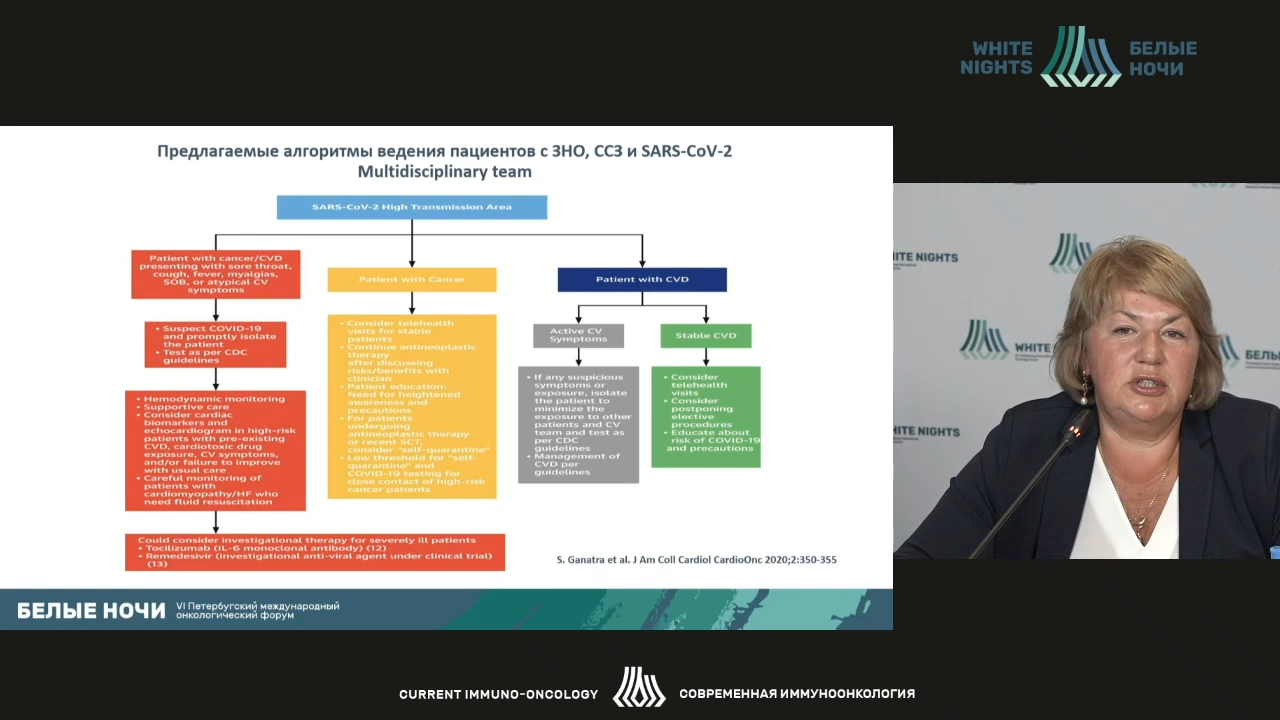 WHITE
NIGHTS
БЕЛЫЕ
НОЧИ
Предлагаемые алгоритмы ведения пациентов с ЗНО, ССЗ и SARS-CoV-2
Multidisciplinary team
SARS-CoV-2 High Transmission Area
Patient with cancer/CVD
presenting with sore throat,
cough, fever, myalgias,
SOB, or atypical CV
symptoms
• Suspect COVID-19
and promptly isolate
the patient
• Test as per CDC
guidelines
• Hemodynamic monitoring
• Supportive care
• Consider cardiac
biomarkers and
echocardiogram in high-risk
patients with pre-existing
CVD, cardiotoxic drug
exposure, CV symptoms,
and/or failure to improve
with usual care
• Careful monitoring of
patients with
cardiomyopathy/HF who
need fluid resuscitation
Could consider investigational therapy for severely ill patients
• Tocilizumab (IL-6 monoclonal antibody) (12)
• Remedesivir (investigational anti-viral agent under clinical trial)
(13)
Patient with Cancer
• Consider telehealth
visits for stable
patients
• Continue antineoplastic
therapy
after discussing
risks/benefits with
clinician
• Patient education.
Need for heightened
awareness and
precautions
• For patients
undergoing
antineoplastic therapy
or recent SCT,
consider "self-quarantine"
• Low threshold for "self-
quarantine" and
COVID-19 testing for
close contact of high-risk
cancer patients
Patient with CVD
Active CV
Symptoms
• If any suspicious
symptoms or
exposure, isolate
the patient to
minimize the
exposure to other
patients and CV
team and test as
per CDC
guidelines
• Management of
CVD per
guidelines
Stable CVD
• Consider
telehealth
visits
• Consider
postponing
elective
procedures
• Educate about
risk of COVID-19
and precautions
S. Ganatra et al. J Am Coll Cardiol CardioOnc 2020;2:350-355
БЕЛЫЕ НОЧИ
VI Петербургский международный
онкологический форум
NIGHTS
WHITE
NIGHTS
БЕЛЫЕ
CURRENT IMMUNO-ONCOLOGY
СОВРЕМЕННАЯ ИММУНООНКОЛОГИЯ